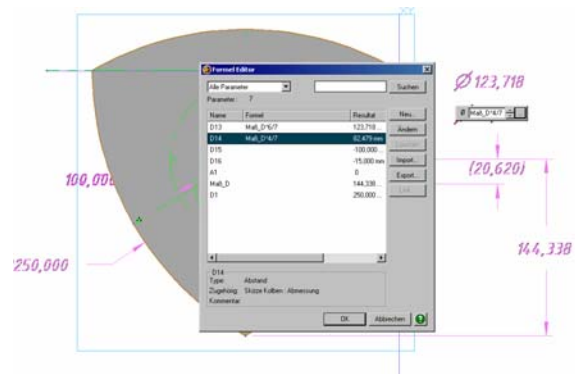 Formel Editor
Alle Parameter Suchen
Parameter: 7
Name Formel Resultat Neu...
D13 Maß_D*6/7 123,718... Ändern
D14 Maß_D*4/7 82,479 mm
D15 -100,000...
D16 -15,000 mm Import...
A1 0 Export...
Maß_D 144,338...
D1 250,000...
D14
Type: Abstand
Zugehörig: Skizze Kolben : Abmessung
Kommentar:
OK Abbrechen
Ø 123,718
Ø Maß_D*4/7
(20,620)
144,338
100,000
250,000